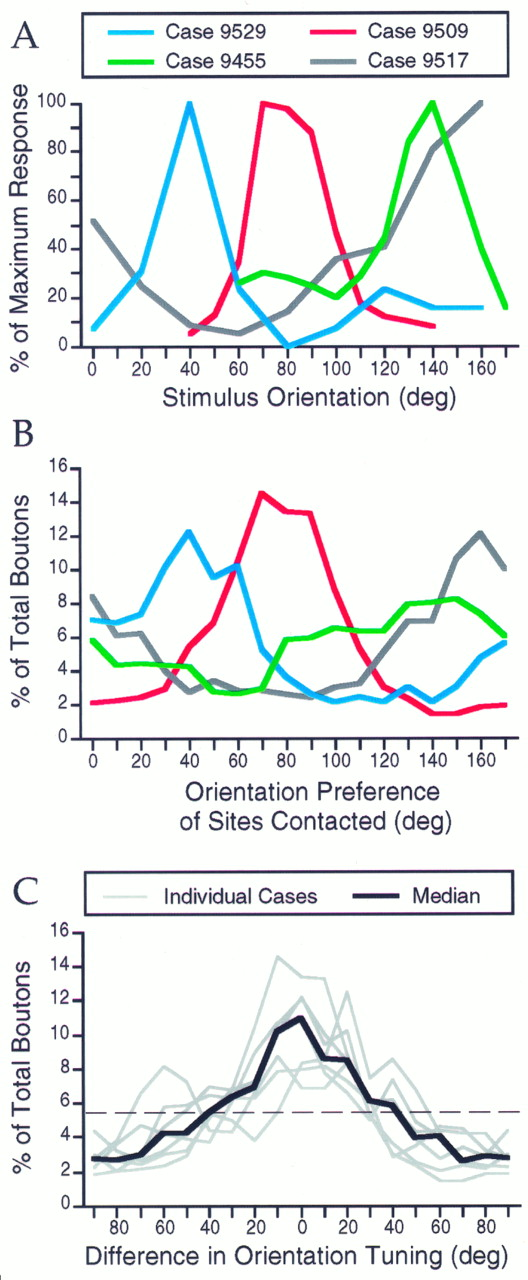 A
Case 9529 Case 9509
Case 9455 Case 9517
% of Maximum Response
100
80
60
40
20
0
0 20 40 60 80 100 120 140 160
Stimulus Orientation (deg)
B
% of Total Boutons
16
14
12
10
8
6
4
2
0
0 20 40 60 80 100 120 140 160
Orientation Preference
of Sites Contacted (deg)
C
Individual Cases Median
% of Total Boutons
16
14
12
10
8
6
4
2
0
80 60 40 20 0 20 40 60 80
Difference in Orientation Tuning (deg)